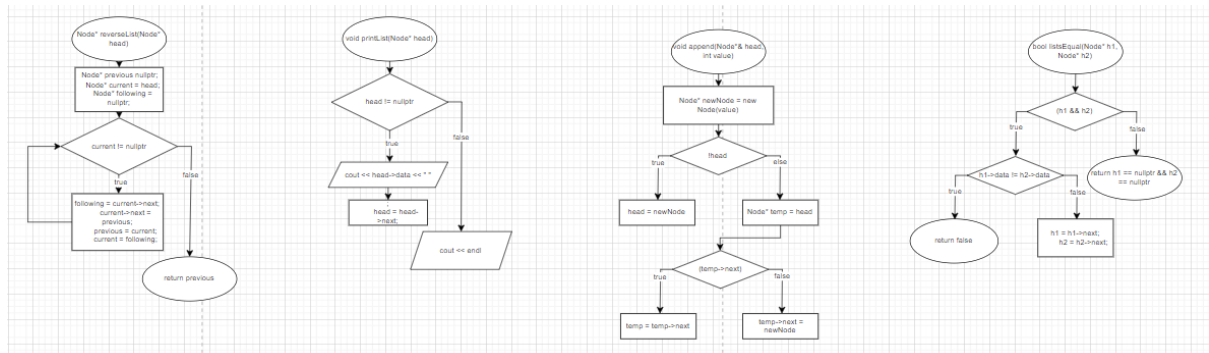 Node* reverseList(Node*
head)
Node* previous nullptr;
Node* current = head;
Node* following =
nullptr;
current != nullptr
true
false
following = current->next;
current->next =
previous;
previous = current;
current = following;
return previous
void printList(Node* head)
head != nullptr
true
false
cout << head->data << " "
head = head-
>next;
cout << endl
void append(Node*& head,
int value)
Node* newNode = new
Node(value)
!head
true
else
head = newNode
Node* temp = head
(temp->next)
true
false
temp = temp->next
temp->next =
newNode
bool listsEqual(Node* h1,
Node* h2)
(h1 && h2)
true
false
h1->data != h2->data
return h1 == nullptr && h2
== nullptr
true
false
return false
h1 = h1->next;
h2 = h2->next;